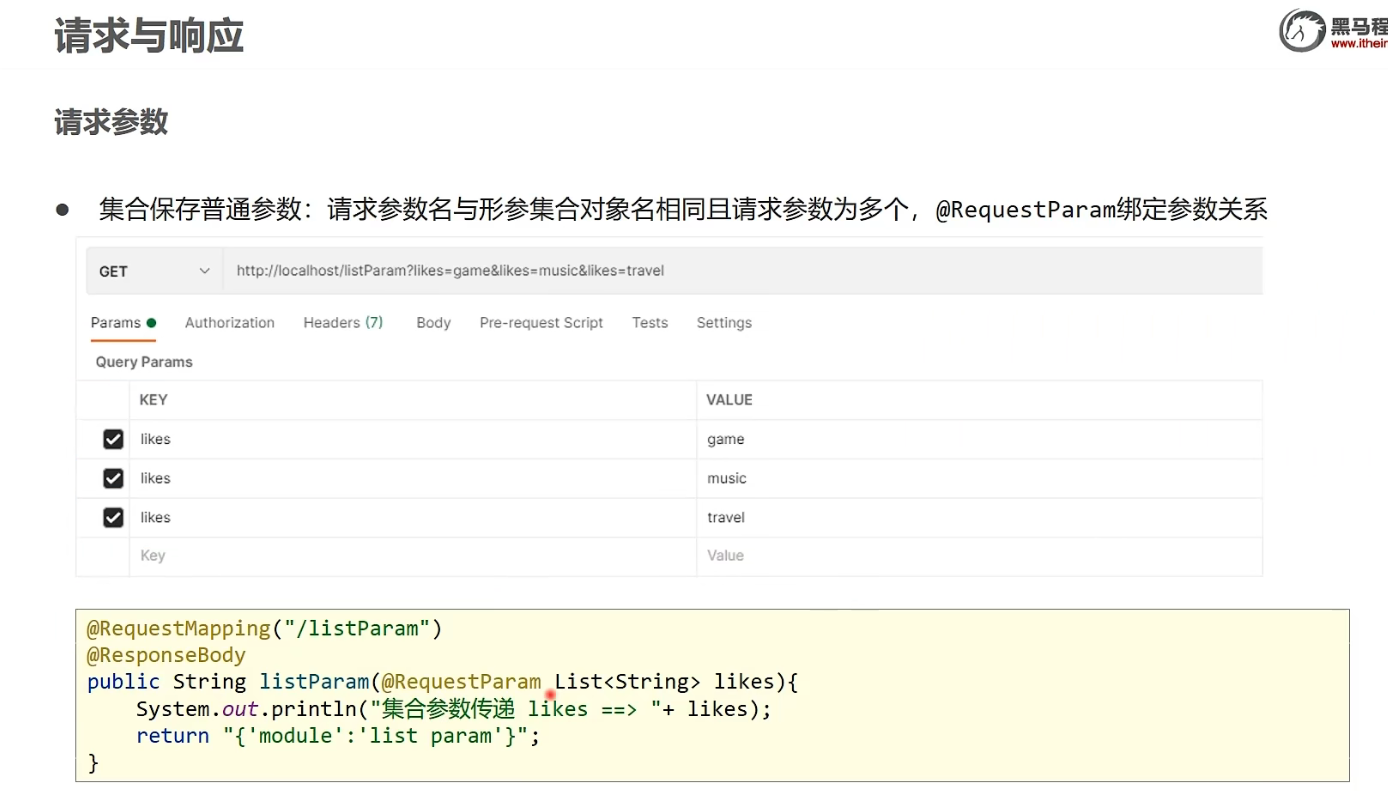 请求与响应
黑马程
www.ithei
请求参数
● 集合保存普通参数：请求参数名与形参集合对象名相同且请求参数为多个，@RequestParam绑定参数关系
GET http://localhost/listParam?likes=game&likes=music&likes=travel
Params Authorization Headers (7) Body Pre-request Script Tests Settings
Query Params
KEY VALUE
likes game
likes music
likes travel
Key Value
@RequestMapping("/listParam")
@ResponseBody
public String listParam(@RequestParam List<String> likes){
    System.out.println("集合参数传递 likes ==> "+ likes);
    return "{'module':'list param'}";
}